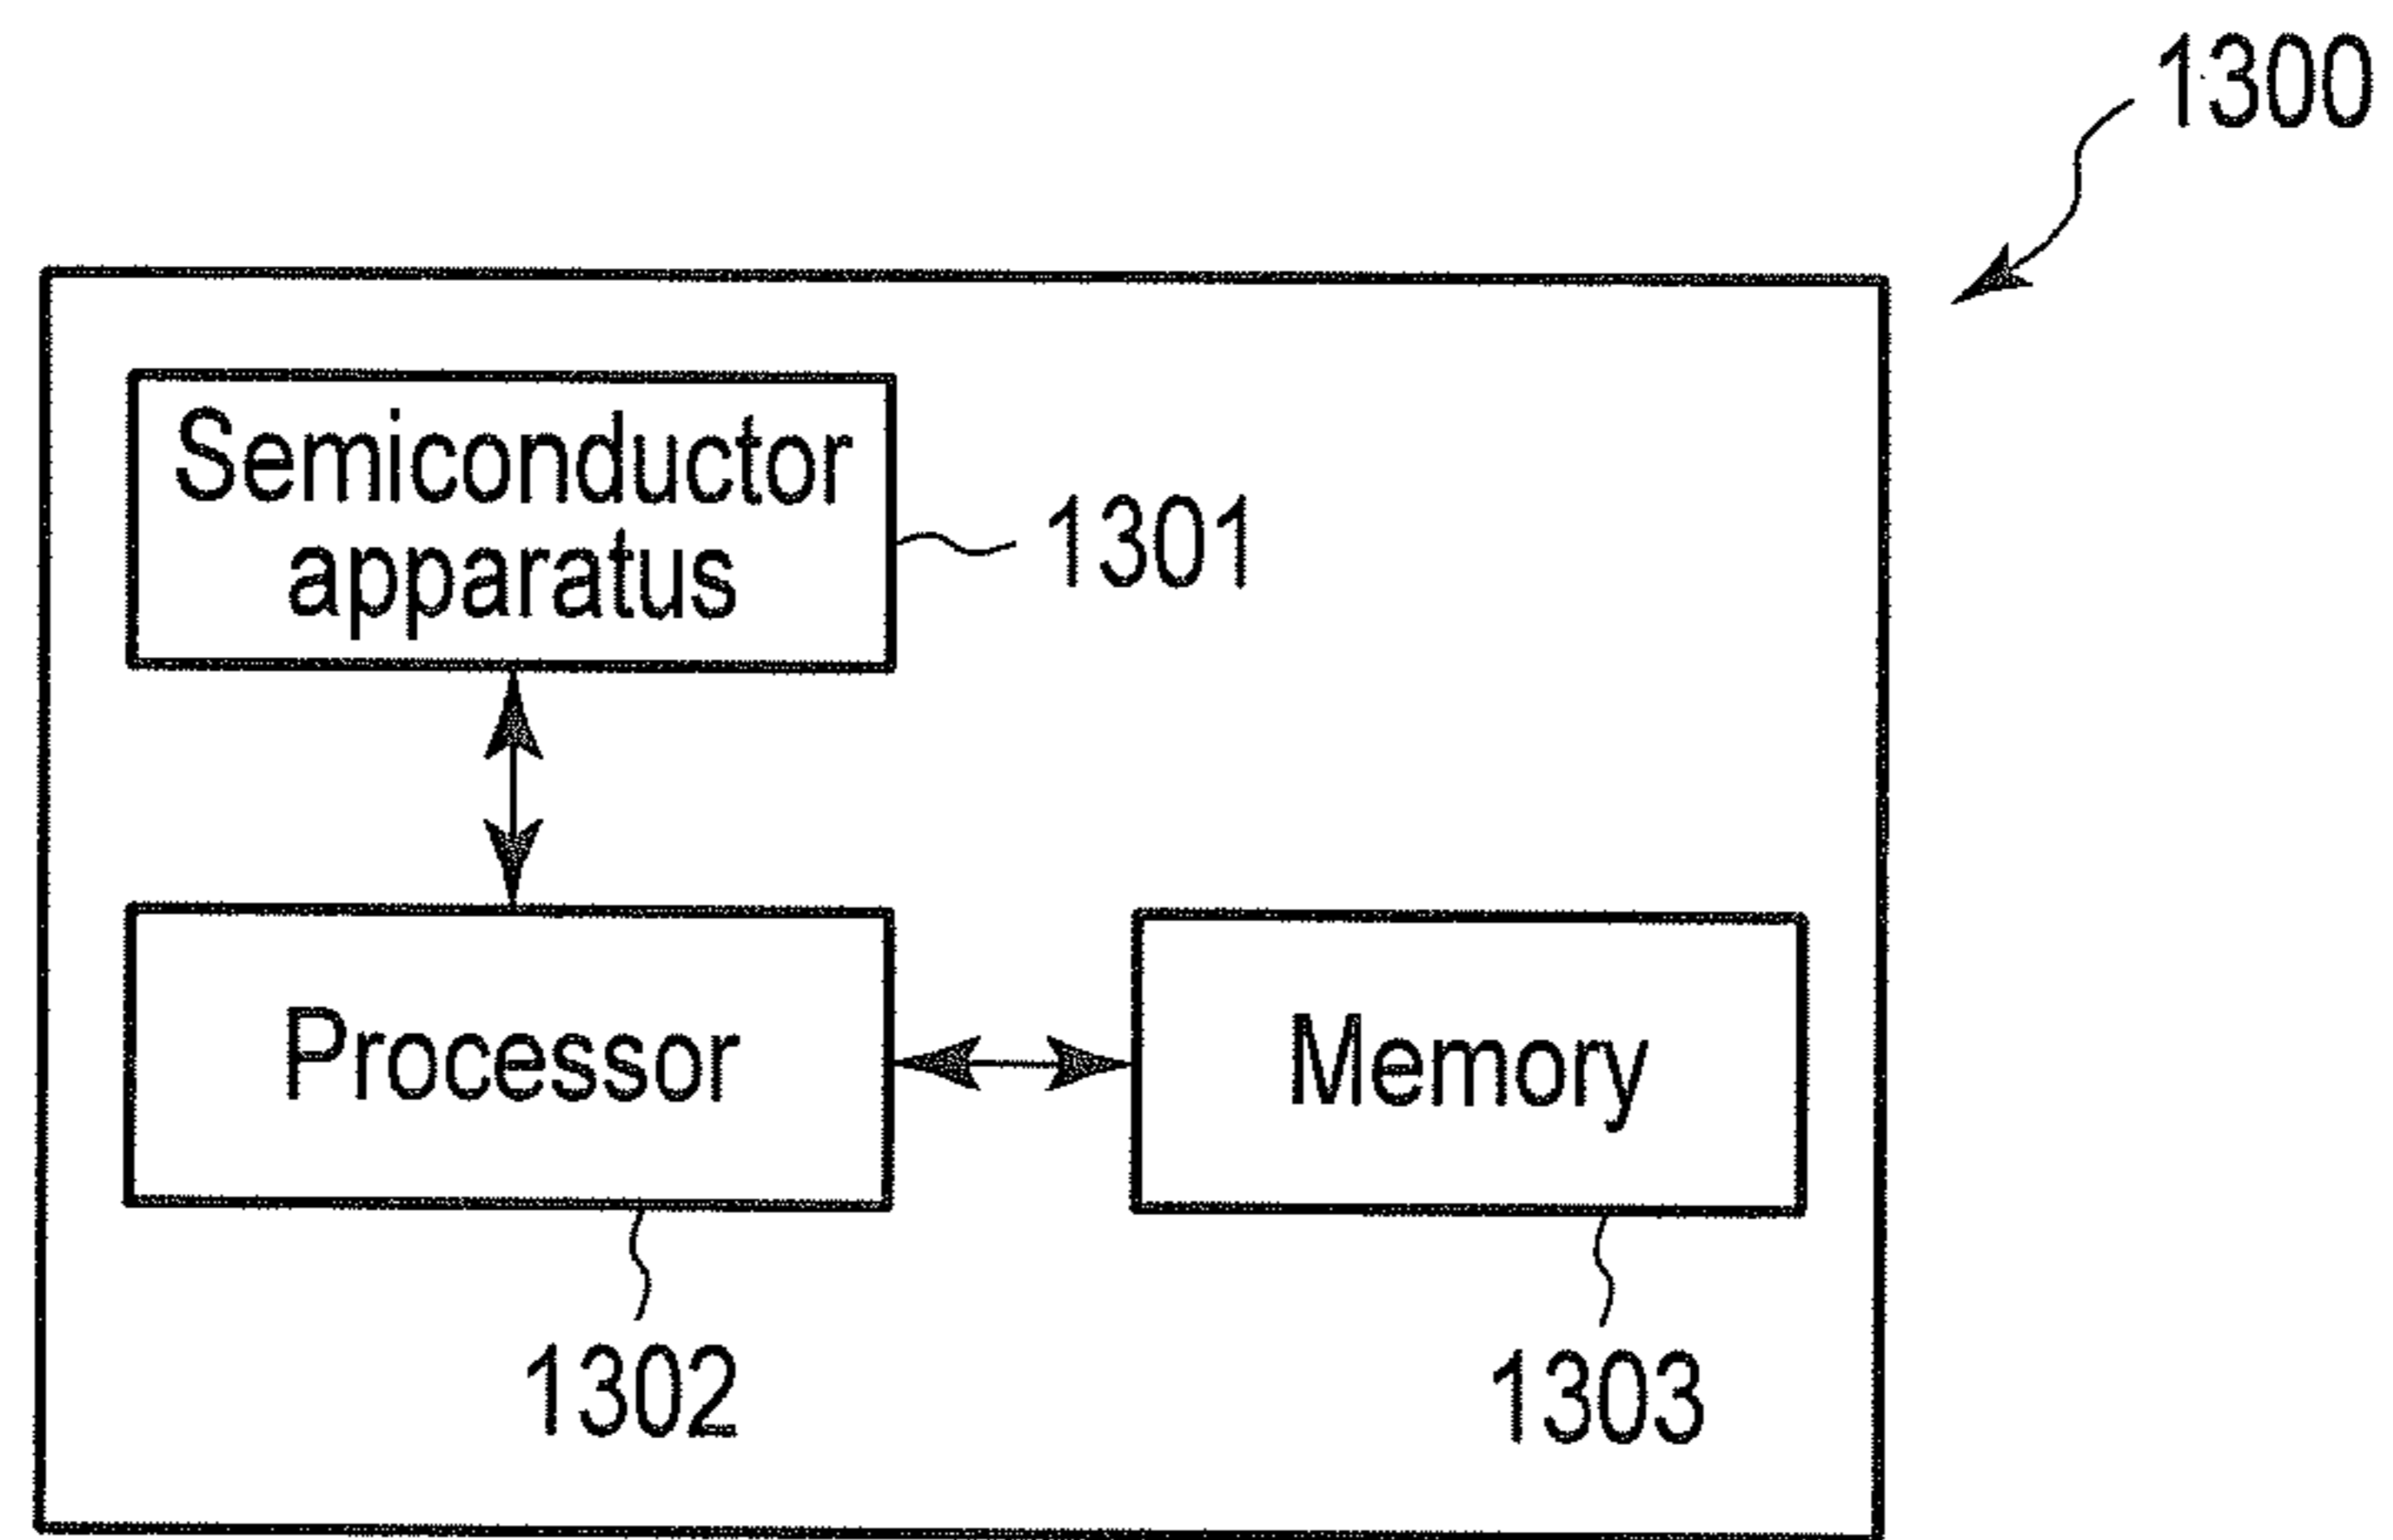 1300
Semiconductor
apparatus
1301
Processor
Memory
1302
1303